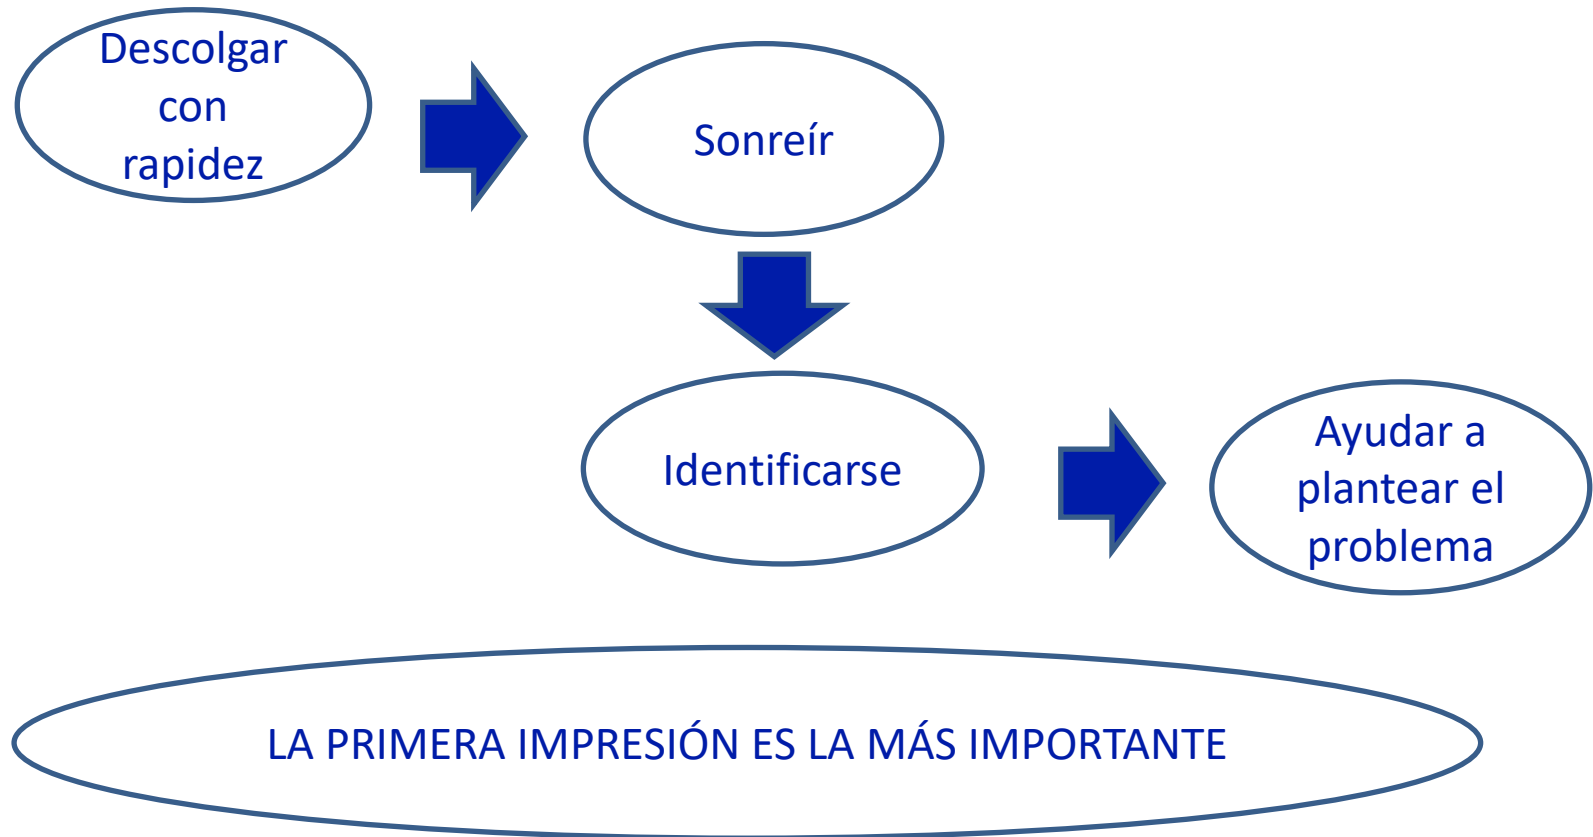 Descolgar
con
rapidez
Sonreír
Identificarse
Ayudar a
plantear el
problema
LA PRIMERA IMPRESIÓN ES LA MÁS IMPORTANTE